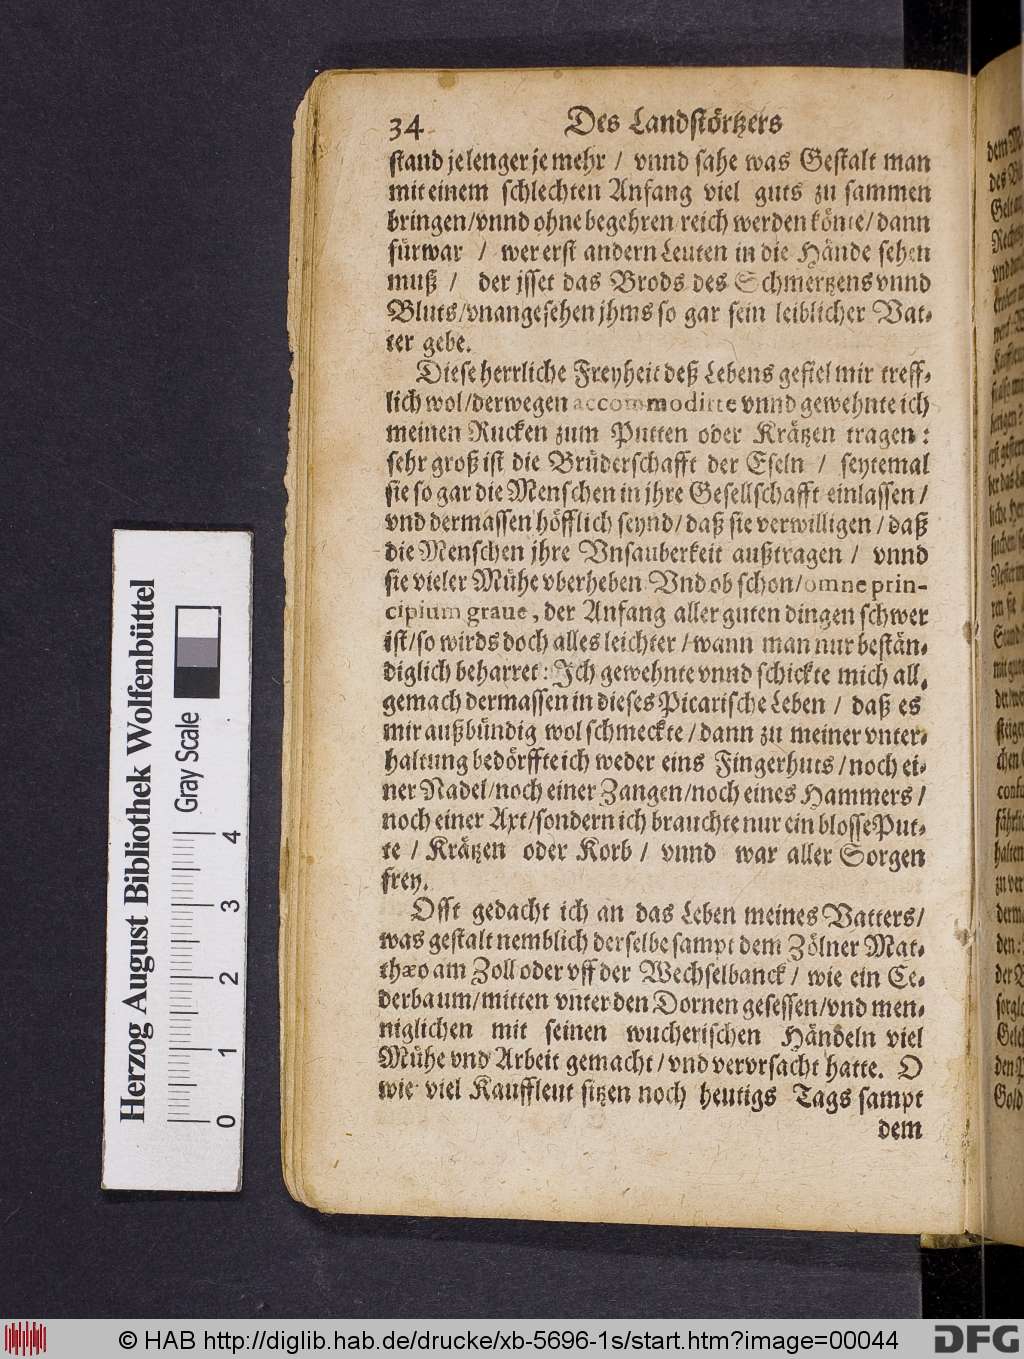 34 Des Landstörtzers
stand je lenger je mehr / vnnd sahe was Gestalt man
mit einem schlechten Anfang viel guts zu sammen
bringen/vnnd ohne begehren/reich werden könte/dann
fürwar / wer erst andern Leuten in die Hände sehen
muß / der jsset das Brods des Schmertzens vnnd
Bluts/vnangesehen jhms so gar sein leiblicher Vat-
ter gebe.
Diese herrliche Freyheit deß Lebens gefiel mir treff-
lich wol/derwegen accommodirte vnnd gewehnte ich
meinen Rucken zum Putten oder Krätzen tragen:
sehr groß ist die Brüderschafft der Eseln / seytemal
sie so gar die Menschen in jhre Gesellschafft einlassen/
vnd dermassen höfflich seynd/daß sie verwilligen/daß
die Menschen jhre Vnsauberkeit außtragen / vnnd
sie vieler Mühe vberheben Vnd ob schon/omne prin-
cipium graue, der Anfang aller guten dingen schwer
ist/so wirds doch alles leichter/wann man nur bestän-
diglich beharret: Ich gewehnte vnnd schickte mich all-
gemach dermassen in dieses Picarische Leben / daß es
mir außbündig wol schmeckte/dann zu meiner vnter-
haltung bedörffte ich weder eins Fingerhuts/noch ei-
ner Nadel/noch einer Zangen/noch eines Hammers/
noch einer Axt/sondern ich brauchte nur ein blosse Put-
te / Krätzen oder Korb / vnnd war aller Sorgen
frey.
Offt gedacht ich an das Leben meines Vatters/
was gestalt nemblich derselbe sampt dem Zölner Mat-
thæo am Zoll oder vff der Wechselbanck/ wie ein Ce-
derbaum/mitten vnter den Dornen gesessen/vnd men-
niglichen mit seinen wucherischen Händeln viel
Mühe vnd Arbeit gemacht/vnd vervrsacht hatte. O
wie viel Kauffleut sitzen noch heutigs Tags sampt
dem
Herzog August Bibliothek Wolfenbüttel
Gray Scale
0 1 2 3 4
© HAB http://diglib.hab.de/drucke/xb-5696-1s/start.htm?image=00044
DFG